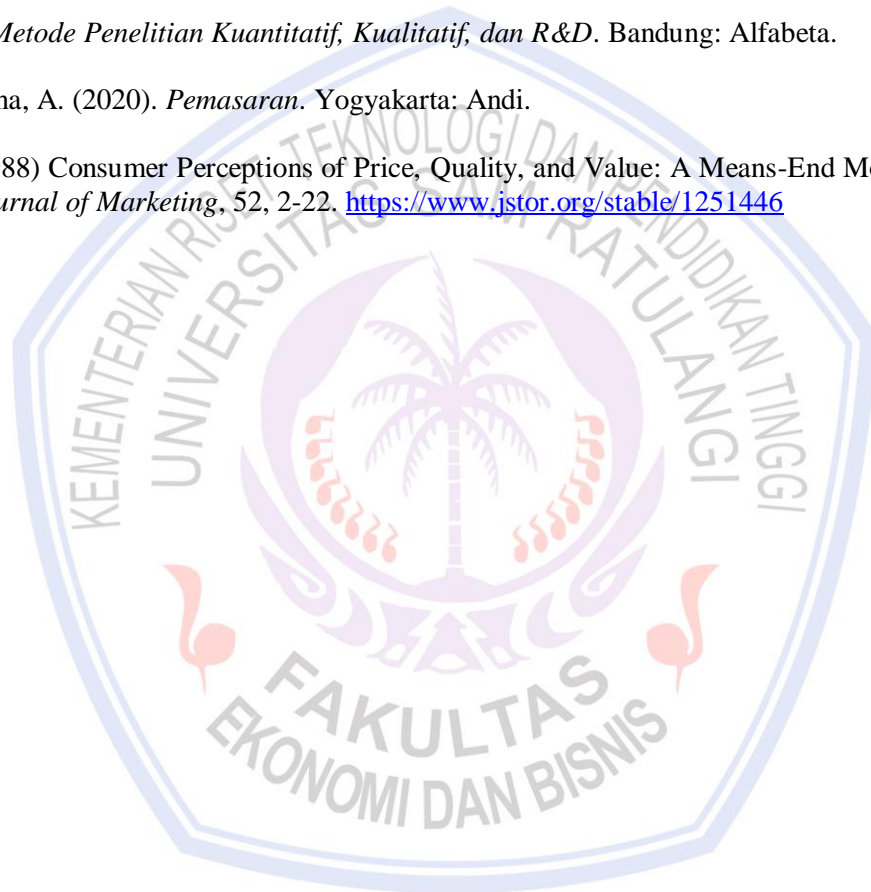 Metode Penelitian Kuantitatif, Kualitatif, dan R&D. Bandung: Alfabeta.
na, A. (2020). Pemasaran. Yogyakarta: Andi.
88) Consumer Perceptions of Price, Quality, and Value: A Means-End M
urnal of Marketing, 52, 2-22. https://www.jstor.org/stable/1251446
KEMENTERIAN RISET TEKNOLOGI DAN PENDIDIKAN TINGGI
UNIVERSITAS SAM RATULANGI
FAKULTAS
EKONOMI DAN BISNIS